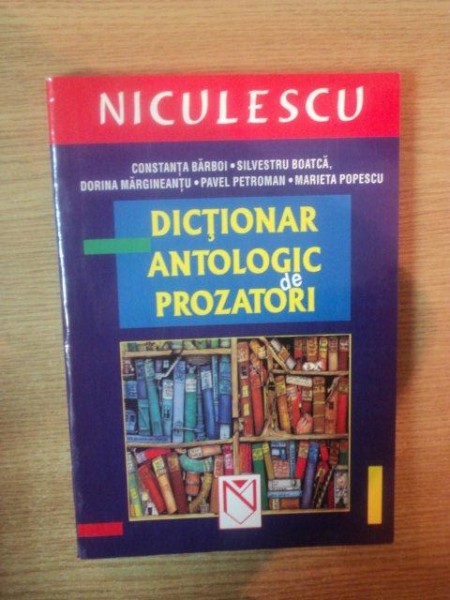 NICULESCU
CONSTANȚA BĂRBOI • SILVESTRU BOATCĂ,
DORINA MĂRGINEANȚU • PAVEL PETROMAN • MARIETA POPESCU
DICȚIONAR
ANTOLOGIC
de
PROZATORI